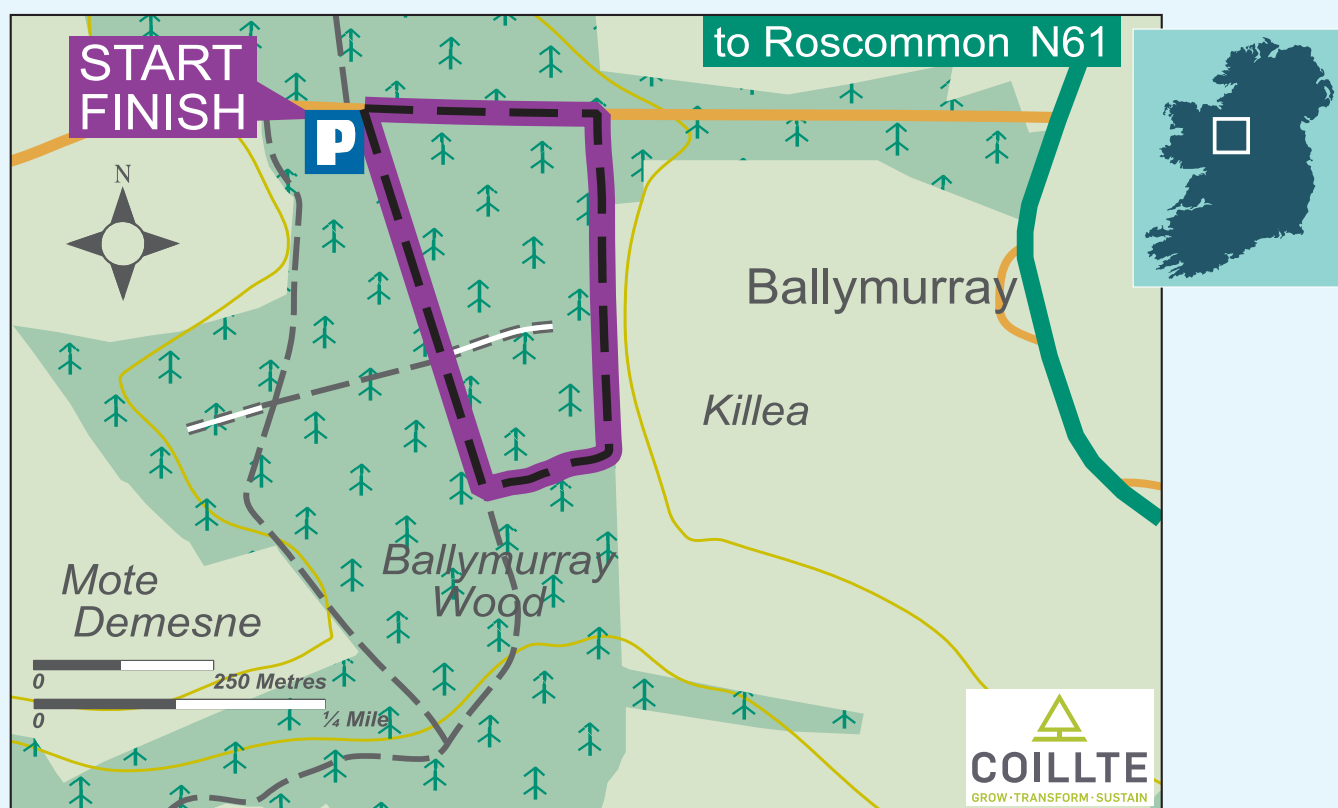 START
FINISH
to Roscommon N61
P
N
Ballymurray
Killea
Ballymurray
Wood
Mote
Demesne
0 250 Metres
0 ¼ Mile
COILLTE
GROW·TRANSFORM·SUSTAIN